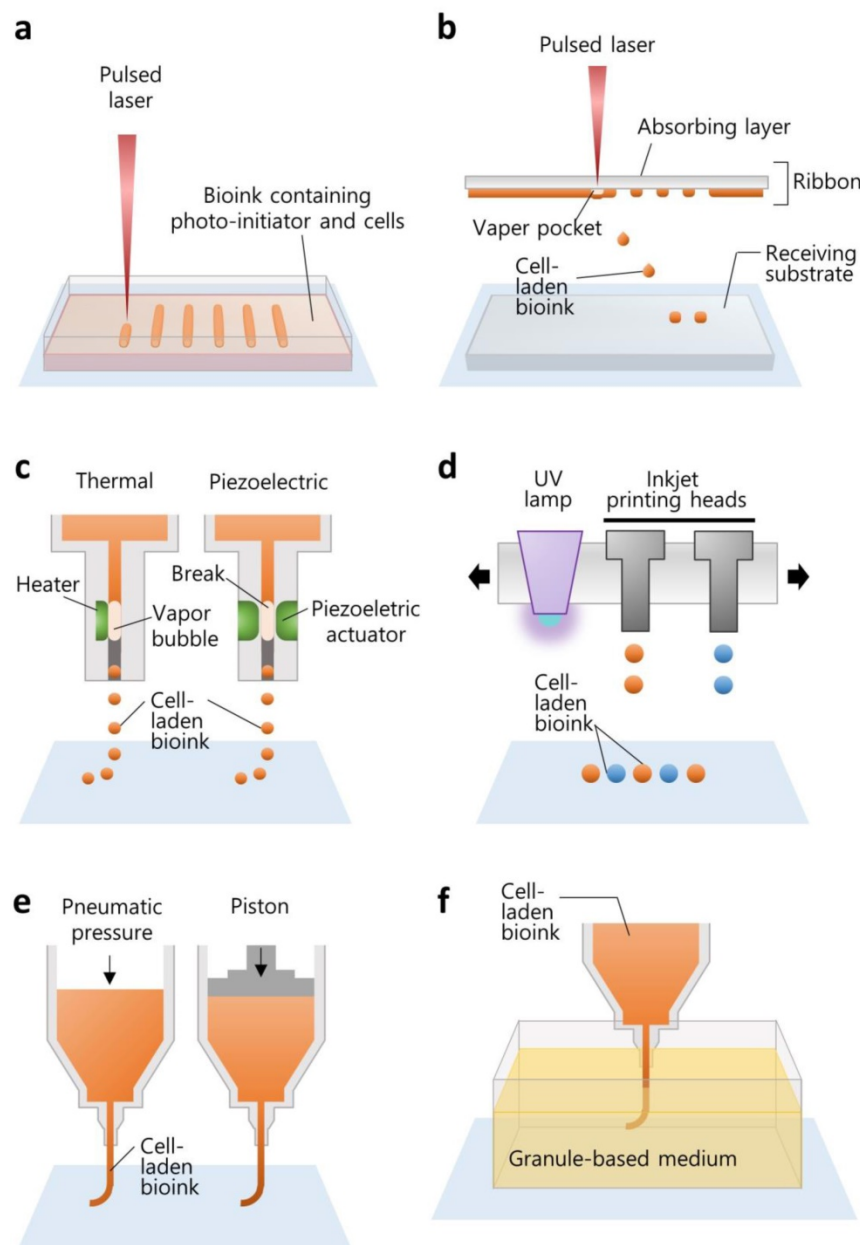 a
Pulsed
laser
Bioink containing
photo-initiator and cells
b
Pulsed laser
Absorbing layer
Ribbon
Vaper pocket
Cell-
laden
bioink
Receiving
substrate
c
Thermal
Piezoelectric
Heater
Break
Vapor
bubble
Piezoeletric
actuator
Cell-
laden
bioink
d
UV
lamp
Inkjet
printing heads
Cell-
laden
bioink
e
Pneumatic
pressure
Piston
Cell-
laden
bioink
f
Cell-
laden
bioink
Granule-based medium